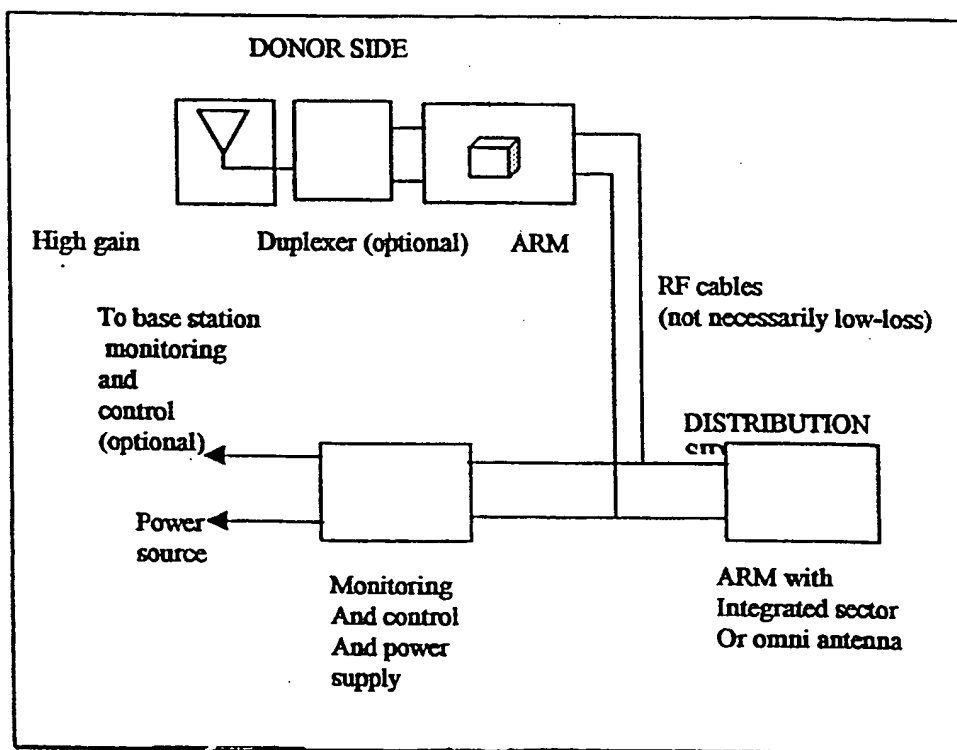 DONOR SIDE
High gain
Duplexer (optional)
ARM
RF cables
(not necessarily low-loss)
To base station
monitoring
and
control
(optional)
DISTRIBUTION
Power
source
Monitoring
And control
And power
supply
ARM with
Integrated sector
Or omni antenna